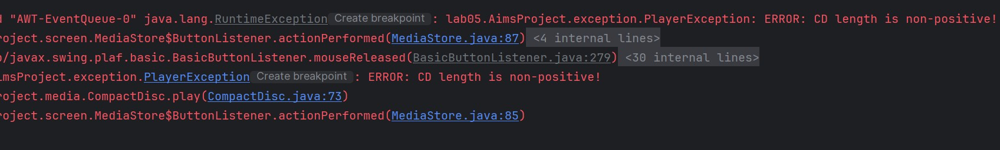 d "AWT-EventQueue-0" java.lang.RuntimeException Create breakpoint : lab05.AimsProject.exception.PlayerException: ERROR: CD length is non-positive!
roject.screen.MediaStore$ButtonListener.actionPerformed(MediaStore.java:87) <4 internal lines>
/javax.swing.plaf.basic.BasicButtonListener.mouseReleased(BasicButtonListener.java:279) <30 internal lines>
imsProject.exception.PlayerException Create breakpoint : ERROR: CD length is non-positive!
roject.media.CompactDisc.play(CompactDisc.java:73)
roject.screen.MediaStore$ButtonListener.actionPerformed(MediaStore.java:85)